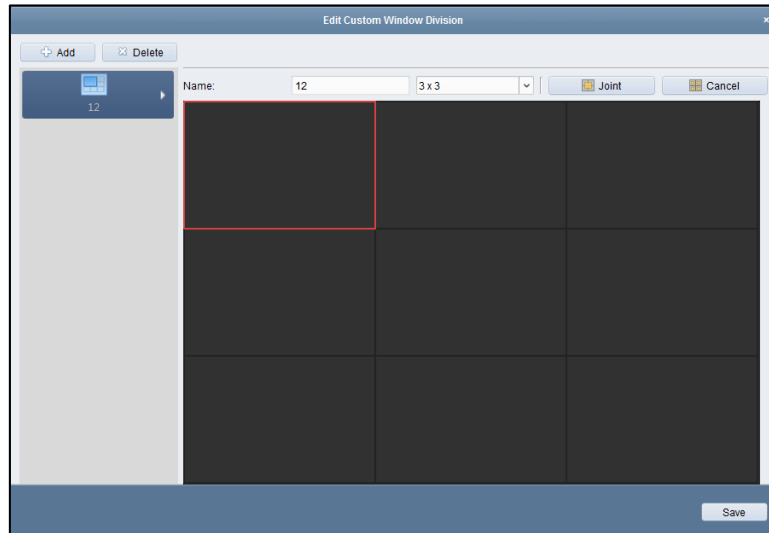 Edit Custom Window Division
×
Add Delete
12
Name: 12 3 x 3 Joint Cancel
Save